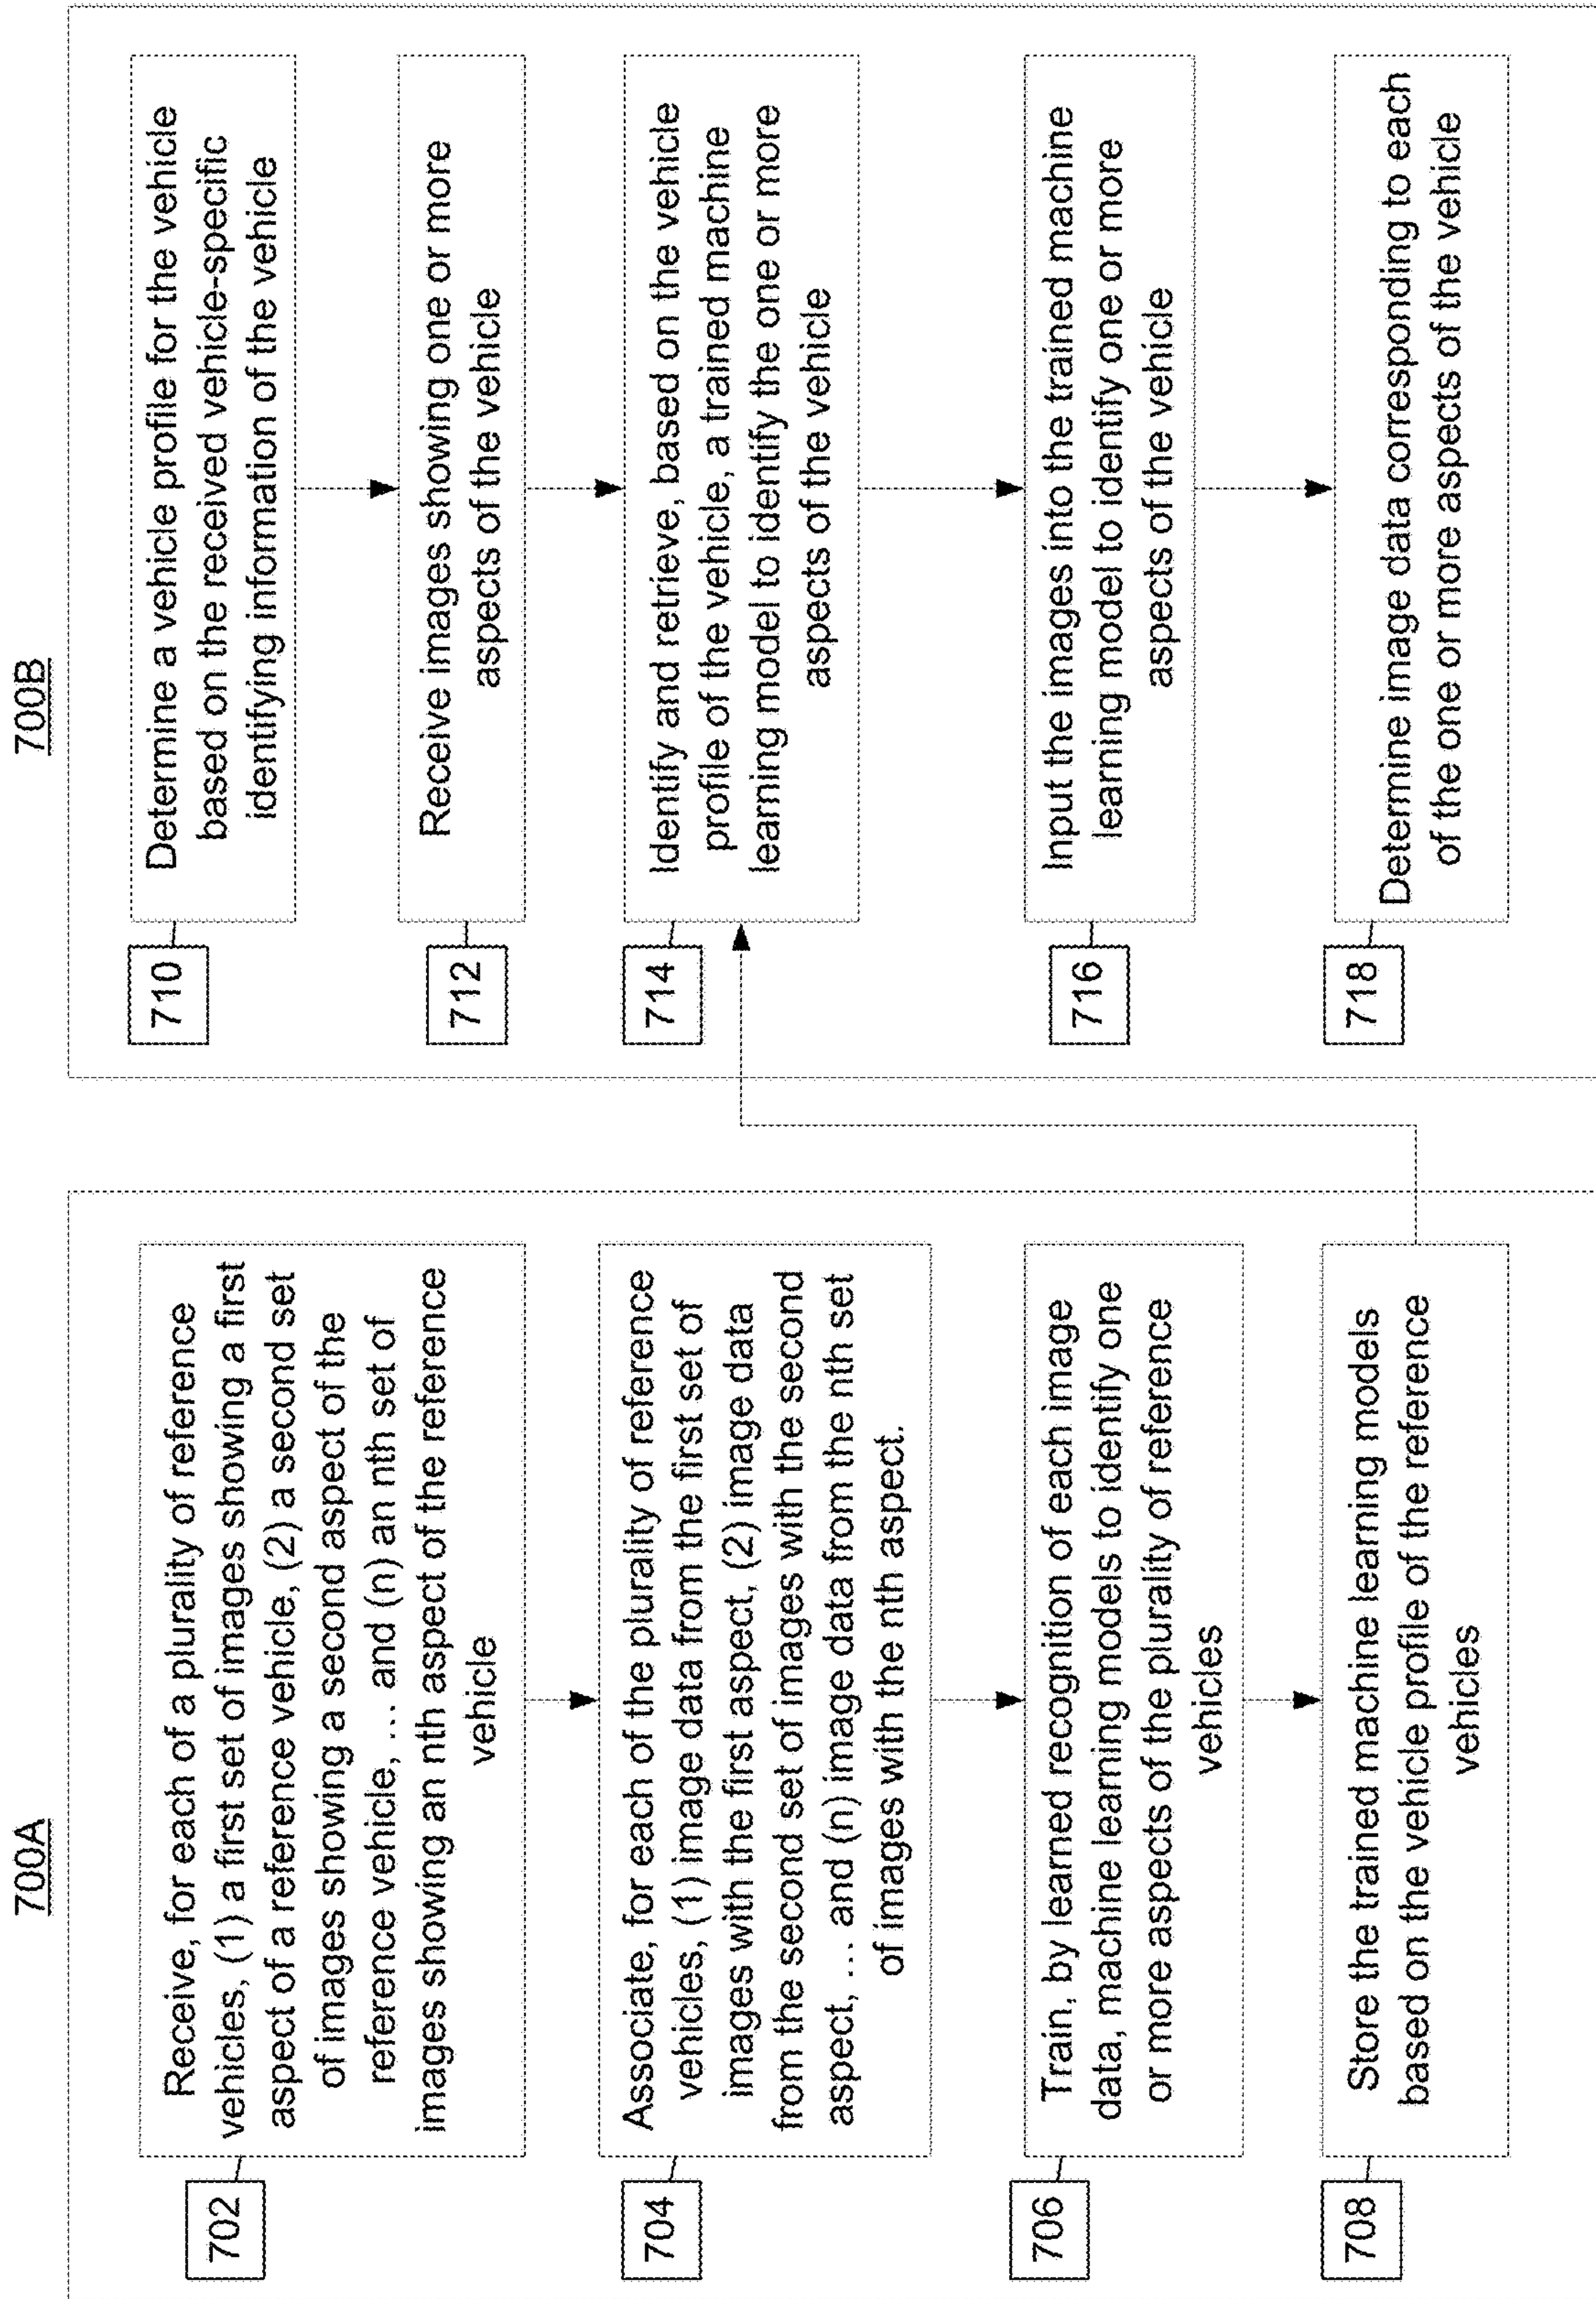 700A
702
Receive, for each of a plurality of reference
vehicles, (1) a first set of images showing a first
aspect of a reference vehicle, (2) a second set
of images showing a second aspect of the
reference vehicle, … and (n) an nth set of
images showing an nth aspect of the reference
vehicle
704
Associate, for each of the plurality of reference
vehicles, (1) image data from the first set of
images with the first aspect, (2) image data
from the second set of images with the second
aspect, … and (n) image data from the nth set
of images with the nth aspect.
706
Train, by learned recognition of each image
data, machine learning models to identify one
or more aspects of the plurality of reference
vehicles
708
Store the trained machine learning models
based on the vehicle profile of the reference
vehicles
700B
710
Determine a vehicle profile for the vehicle
based on the received vehicle-specific
identifying information of the vehicle
712
Receive images showing one or more
aspects of the vehicle
714
Identify and retrieve, based on the vehicle
profile of the vehicle, a trained machine
learning model to identify the one or more
aspects of the vehicle
716
Input the images into the trained machine
learning model to identify one or more
aspects of the vehicle
718
Determine image data corresponding to each
of the one or more aspects of the vehicle